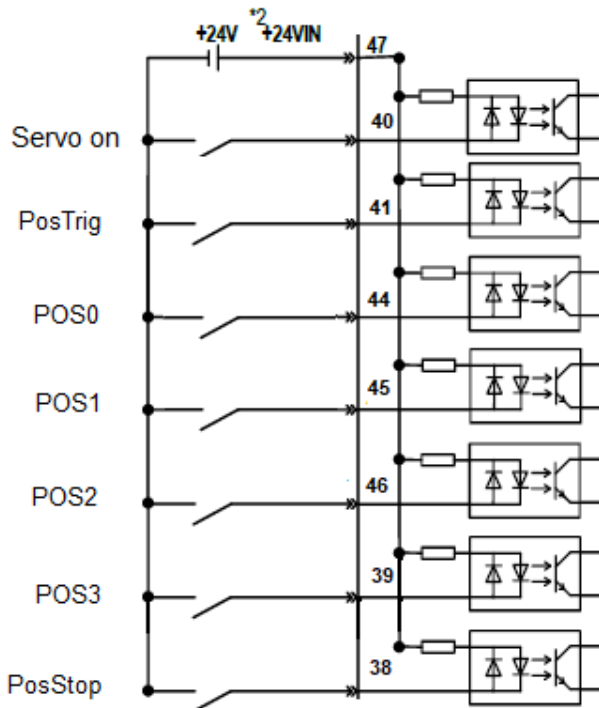 *2
+24V +24VIN 47
Servo on 40
PosTrig 41
POS0 44
POS1 45
POS2 46
POS3 39
PosStop 38